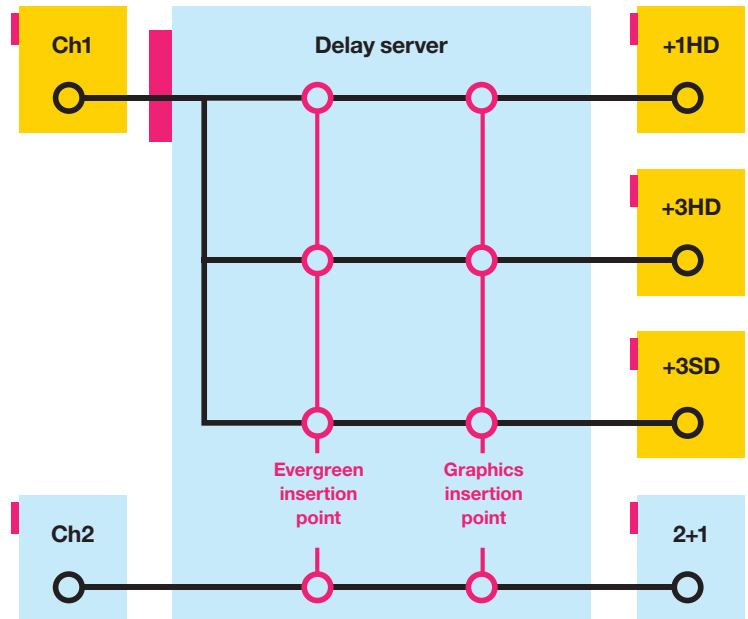 Ch1
Delay server
+1HD
+3HD
+3SD
Evergreen
insertion
point
Graphics
insertion
point
Ch2
2+1